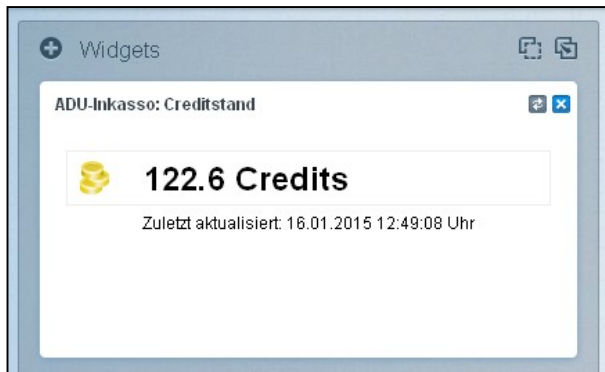 Widgets
ADU-Inkasso: Creditstand
122.6 Credits
Zuletzt aktualisiert: 16.01.2015 12:49:08 Uhr